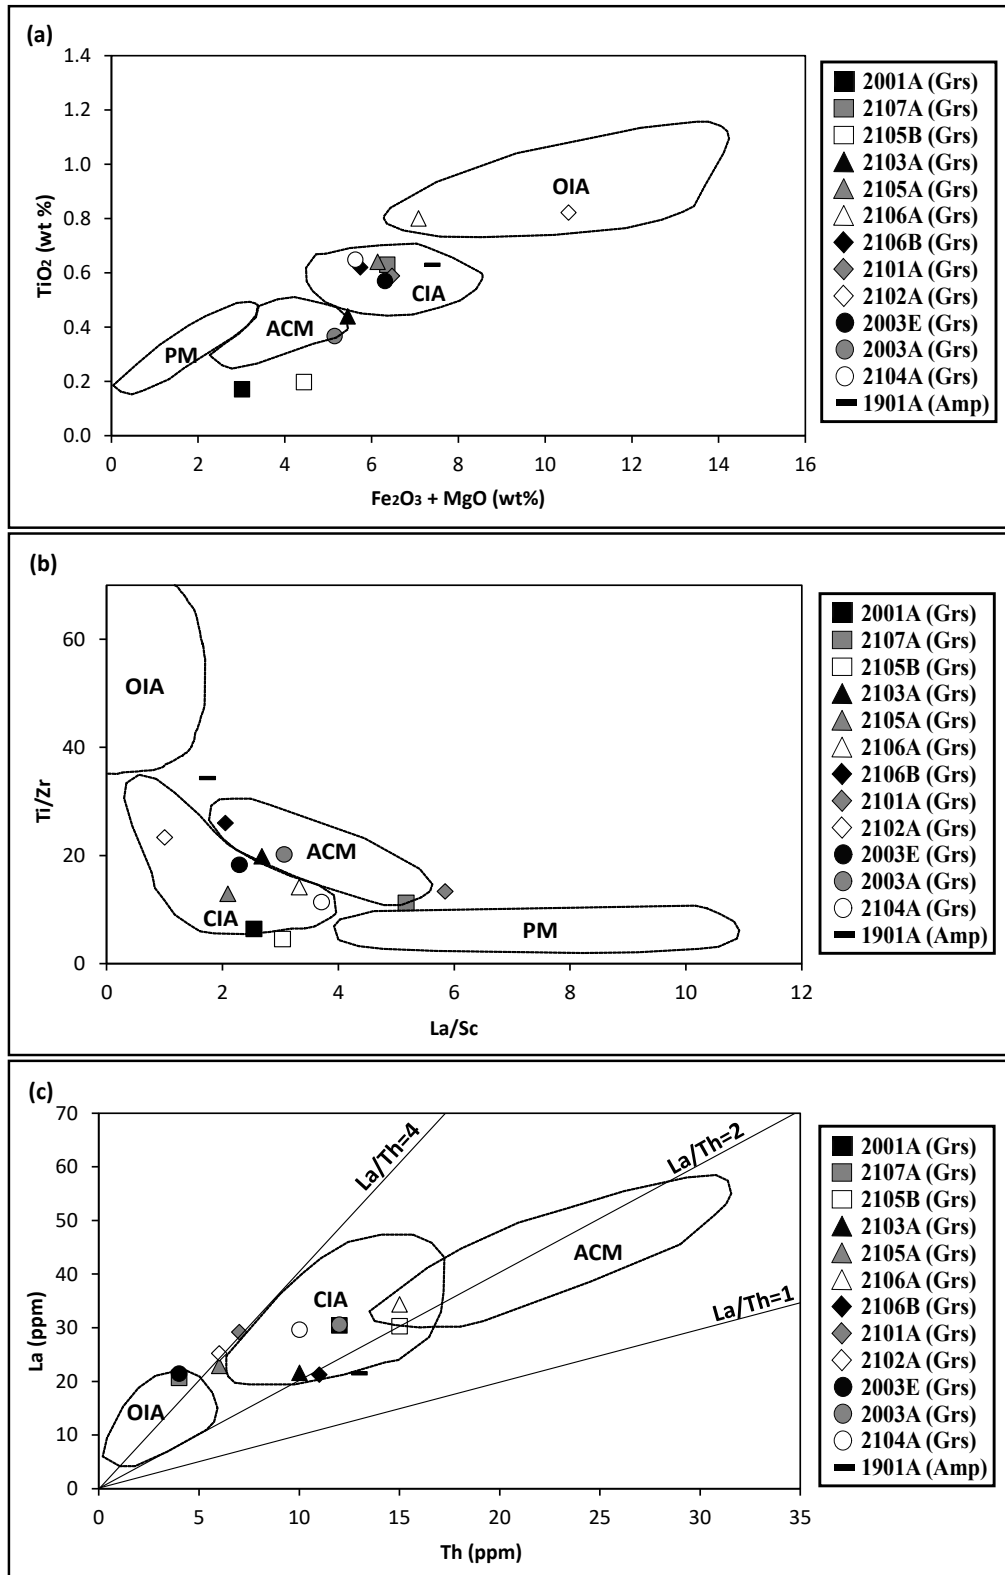 (a)
1.4
1.2
1.0
0.8
0.6
0.4
0.2
0.0
TiO₂ (wt %)
OIA
CIA
ACM
PM
0 2 4 6 8 10 12 14 16
Fe₂O₃ + MgO (wt%)
2001A (Grs)
2107A (Grs)
2105B (Grs)
2103A (Grs)
2105A (Grs)
2106A (Grs)
2106B (Grs)
2101A (Grs)
2102A (Grs)
2003E (Grs)
2003A (Grs)
2104A (Grs)
1901A (Amp)
(b)
60
40
20
0
Ti/Zr
OIA
ACM
CIA
PM
0 2 4 6 8 10 12
La/Sc
2001A (Grs)
2107A (Grs)
2105B (Grs)
2103A (Grs)
2105A (Grs)
2106A (Grs)
2106B (Grs)
2101A (Grs)
2102A (Grs)
2003E (Grs)
2003A (Grs)
2104A (Grs)
1901A (Amp)
(c)
70
60
50
40
30
20
10
0
La (ppm)
La/Th=4
La/Th=2
La/Th=1
ACM
CIA
OIA
0 5 10 15 20 25 30 35
Th (ppm)
2001A (Grs)
2107A (Grs)
2105B (Grs)
2103A (Grs)
2105A (Grs)
2106A (Grs)
2106B (Grs)
2101A (Grs)
2102A (Grs)
2003E (Grs)
2003A (Grs)
2104A (Grs)
1901A (Amp)